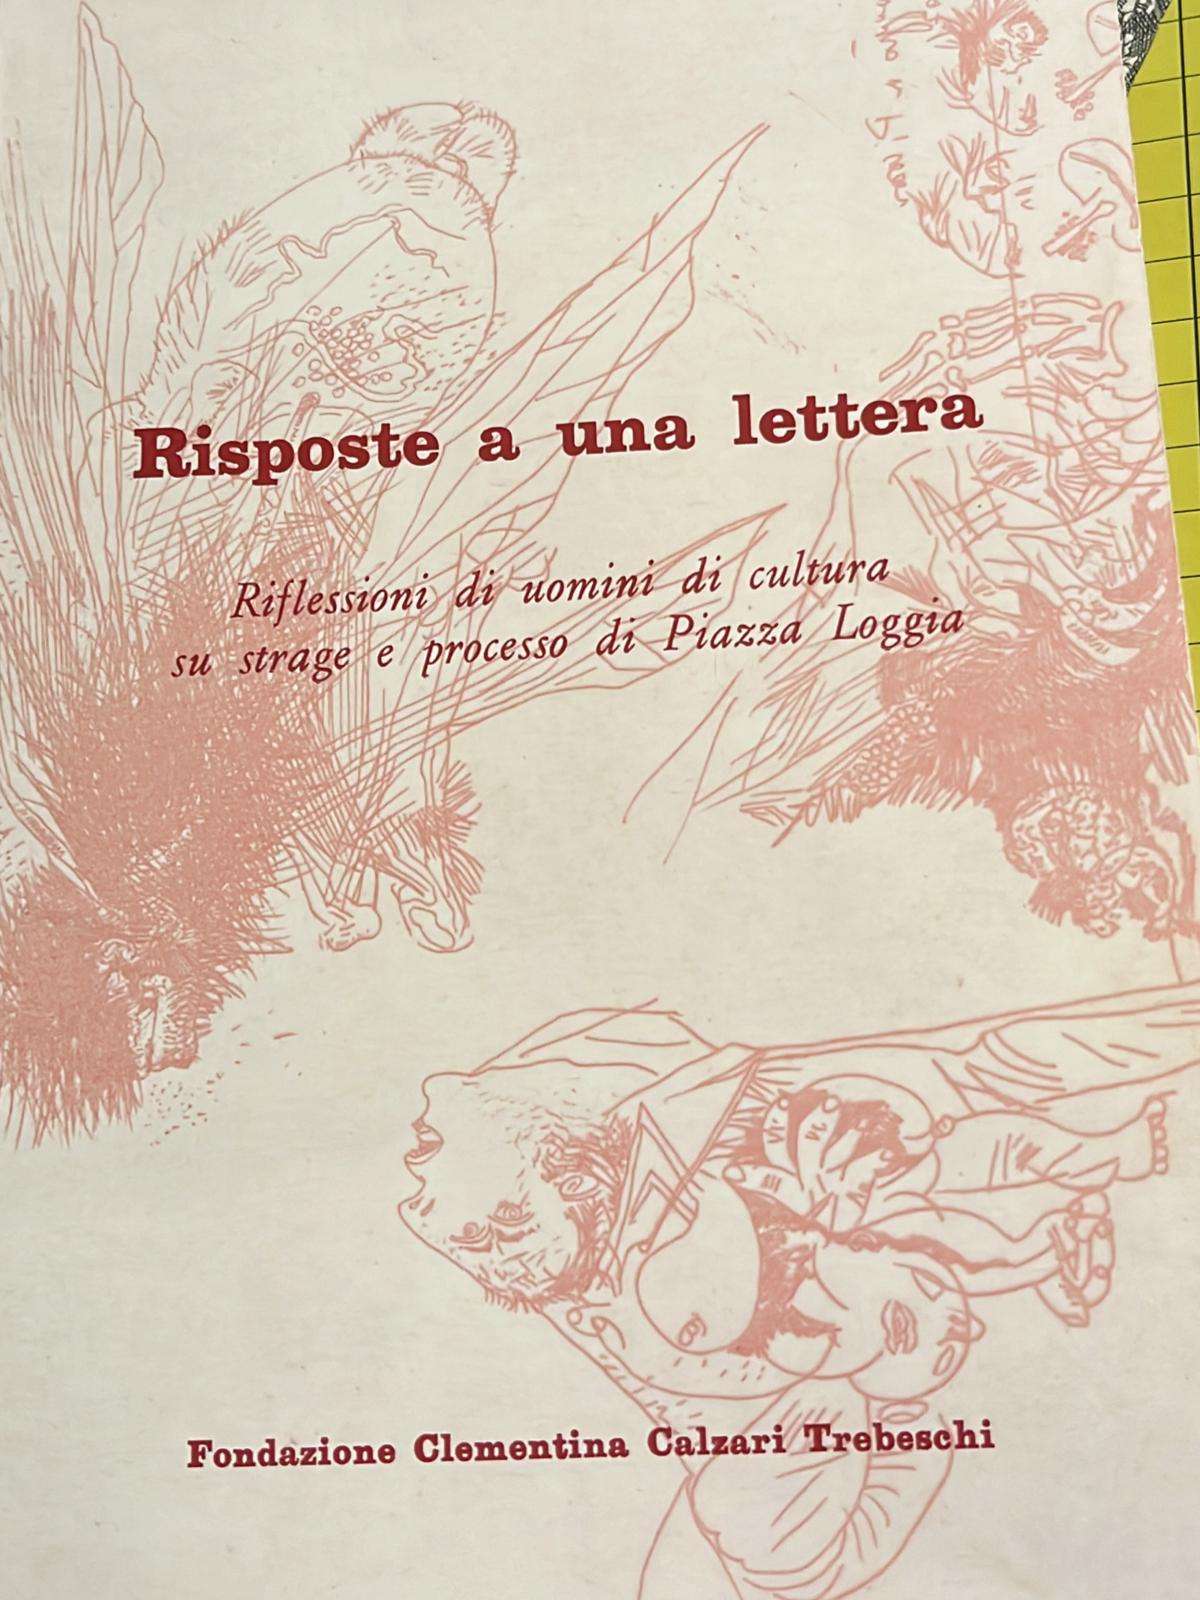 Risposte a una lettera
Riflessioni di uomini di cultura
su strage e processo di Piazza Loggia
Fondazione Clementina Calzari Trebeschi